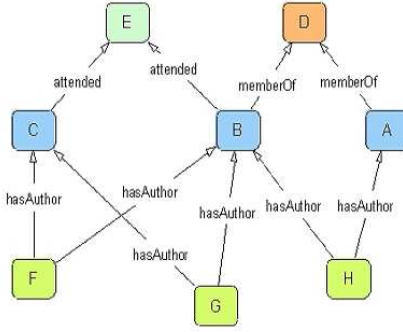 E
D
attended
attended
memberOf
memberOf
C
B
A
hasAuthor
hasAuthor
hasAuthor
hasAuthor
hasAuthor
hasAuthor
F
G
H